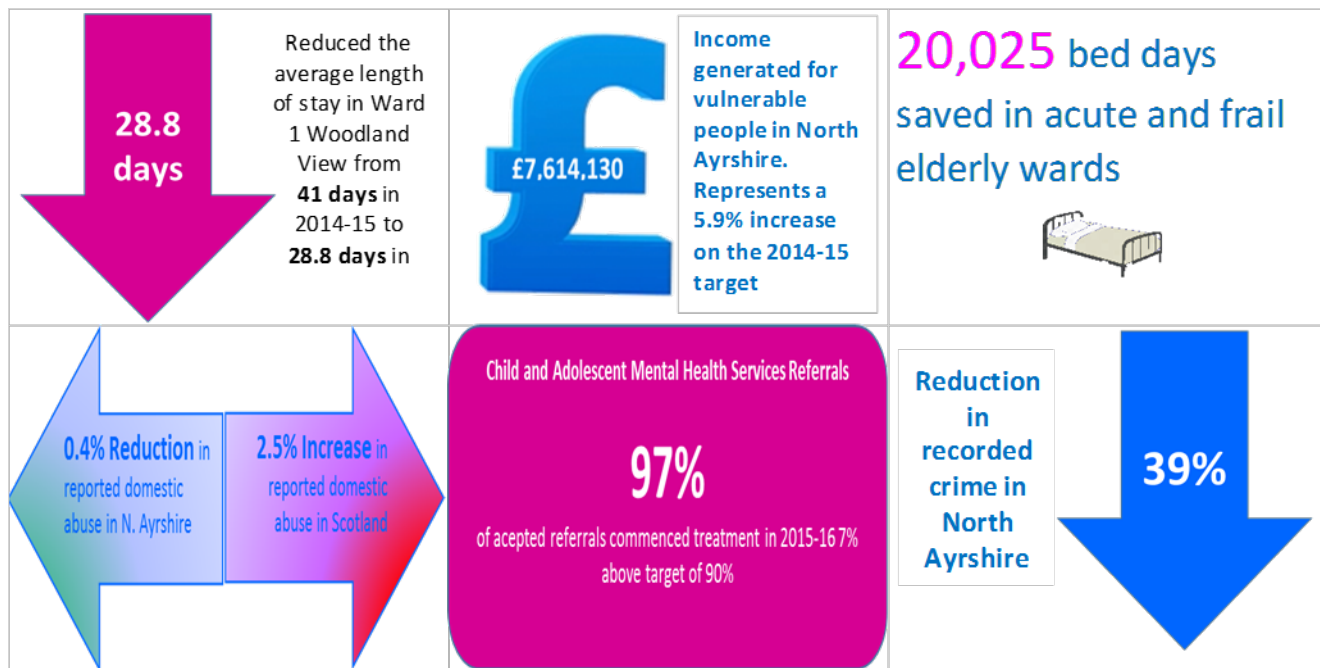 28.8
days
Reduced the
average length
of stay in Ward
1 Woodland
View from
41 days in
2014-15 to
28.8 days in
£7,614,130
Income
generated for
vulnerable
people in North
Ayrshire.
Represents a
5.9% increase
on the 2014-15
target
20,025 bed days
saved in acute and frail
elderly wards
0.4% Reduction in
reported domestic
abuse in N. Ayrshire
2.5% Increase in
reported domestic
abuse in Scotland
Child and Adolescent Mental Health Services Referrals
97%
of acepted referrals commenced treatment in 2015-16 7%
above target of 90%
Reduction
in
recorded
crime in
North
Ayrshire
39%